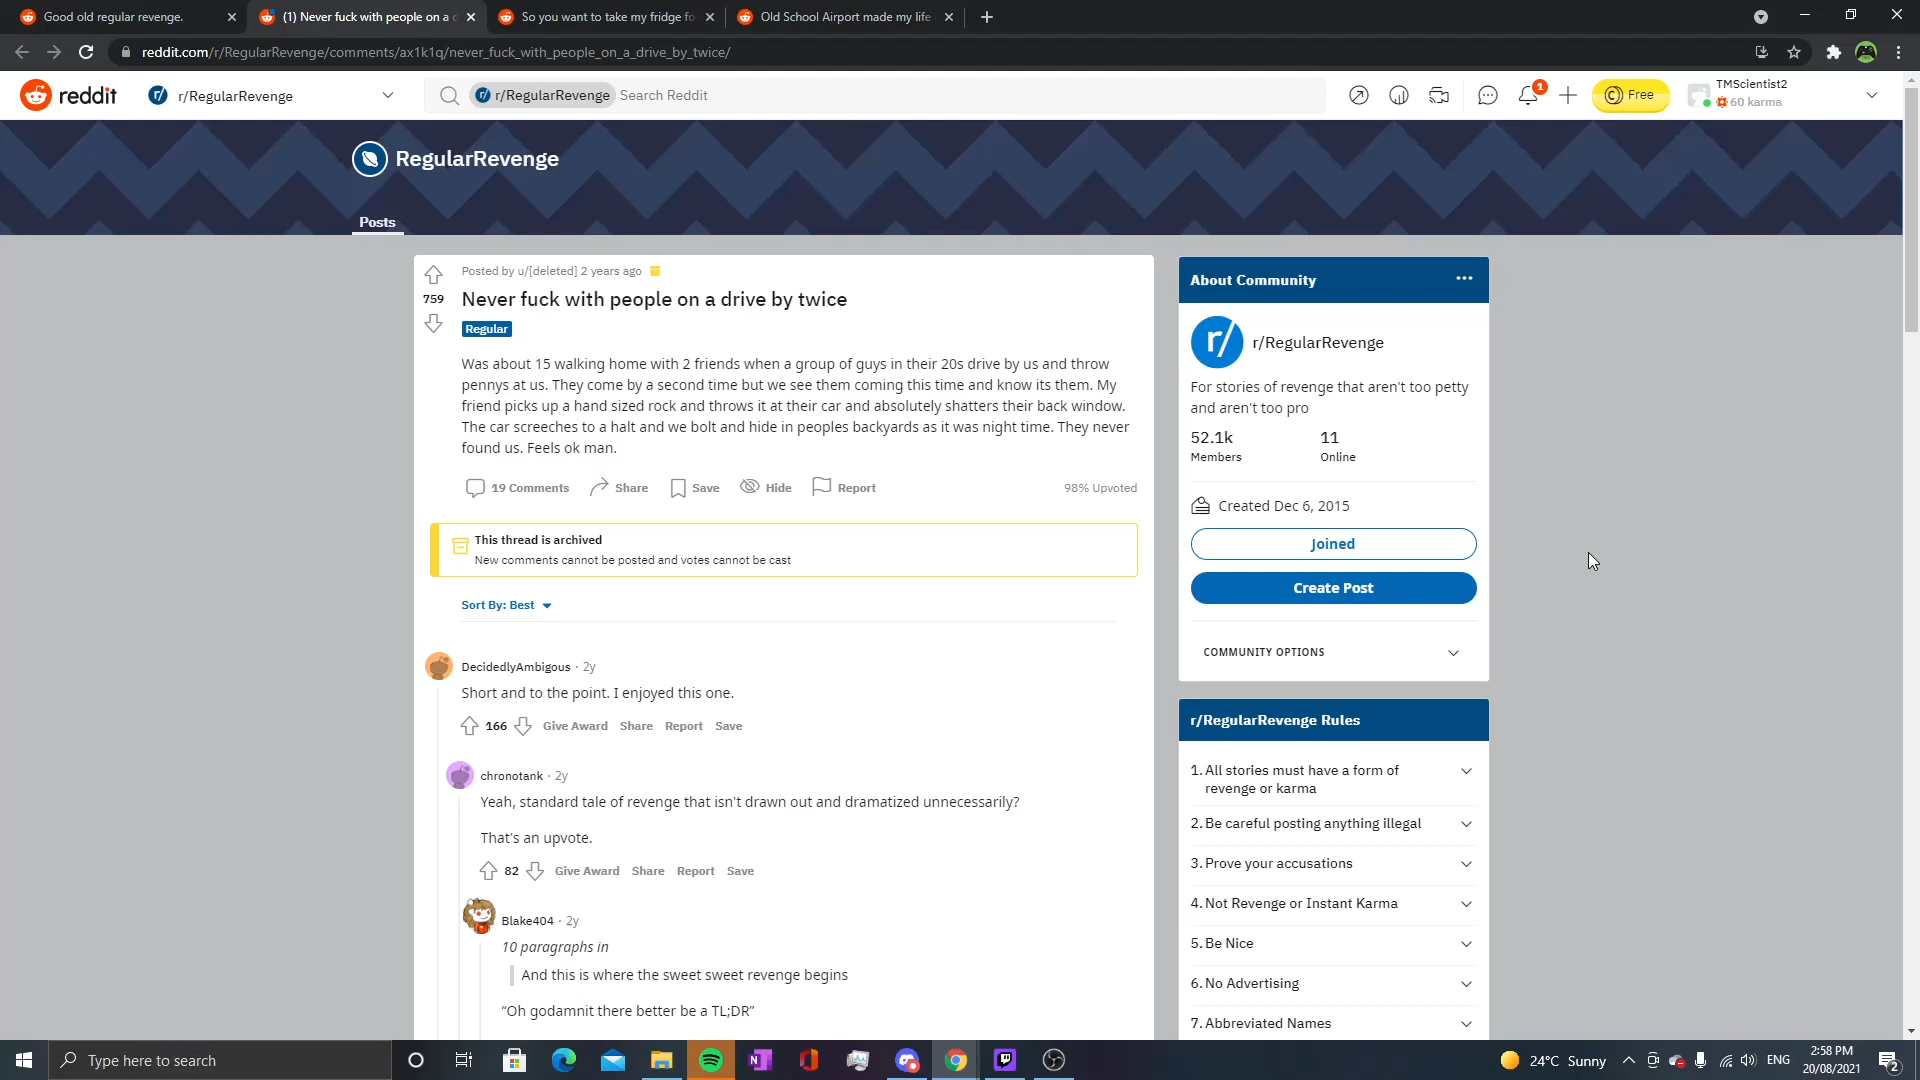 Good old regular revenge.
(1) Never fuck with people on a d
So you want to take my fridge fo
Old School Airport made my life
reddit.com/r/RegularRevenge/comments/ax1k1q/never_fuck_with_people_on_a_drive_by_twice/
reddit
r/RegularRevenge
r/RegularRevenge Search Reddit
1
Free
TMScientist2
60 karma
RegularRevenge
Posts
Posted by u/[deleted] 2 years ago
759
Never fuck with people on a drive by twice
Regular
Was about 15 walking home with 2 friends when a group of guys in their 20s drive by us and throw
pennys at us. They come by a second time but we see them coming this time and know its them. My
friend picks up a hand sized rock and throws it at their car and absolutely shatters their back window.
The car screeches to a halt and we bolt and hide in peoples backyards as it was night time. They never
found us. Feels ok man.
19 Comments Share Save Hide Report 98% Upvoted
This thread is archived
New comments cannot be posted and votes cannot be cast
Sort By: Best
DecidedlyAmbigous · 2y
Short and to the point. I enjoyed this one.
166 Give Award Share Report Save
chronotank · 2y
Yeah, standard tale of revenge that isn't drawn out and dramatized unnecessarily?
That's an upvote.
82 Give Award Share Report Save
Blake404 · 2y
10 paragraphs in
And this is where the sweet sweet revenge begins
“Oh godamnit there better be a TL;DR”
About Community
r/
r/RegularRevenge
For stories of revenge that aren't too petty
and aren't too pro
52.1k 11
Members Online
Created Dec 6, 2015
Joined
Create Post
COMMUNITY OPTIONS
r/RegularRevenge Rules
1. All stories must have a form of
revenge or karma
2. Be careful posting anything illegal
3. Prove your accusations
4. Not Revenge or Instant Karma
5. Be Nice
6. No Advertising
7. Abbreviated Names
Type here to search
24°C Sunny
ENG
2:58 PM
20/08/2021
2